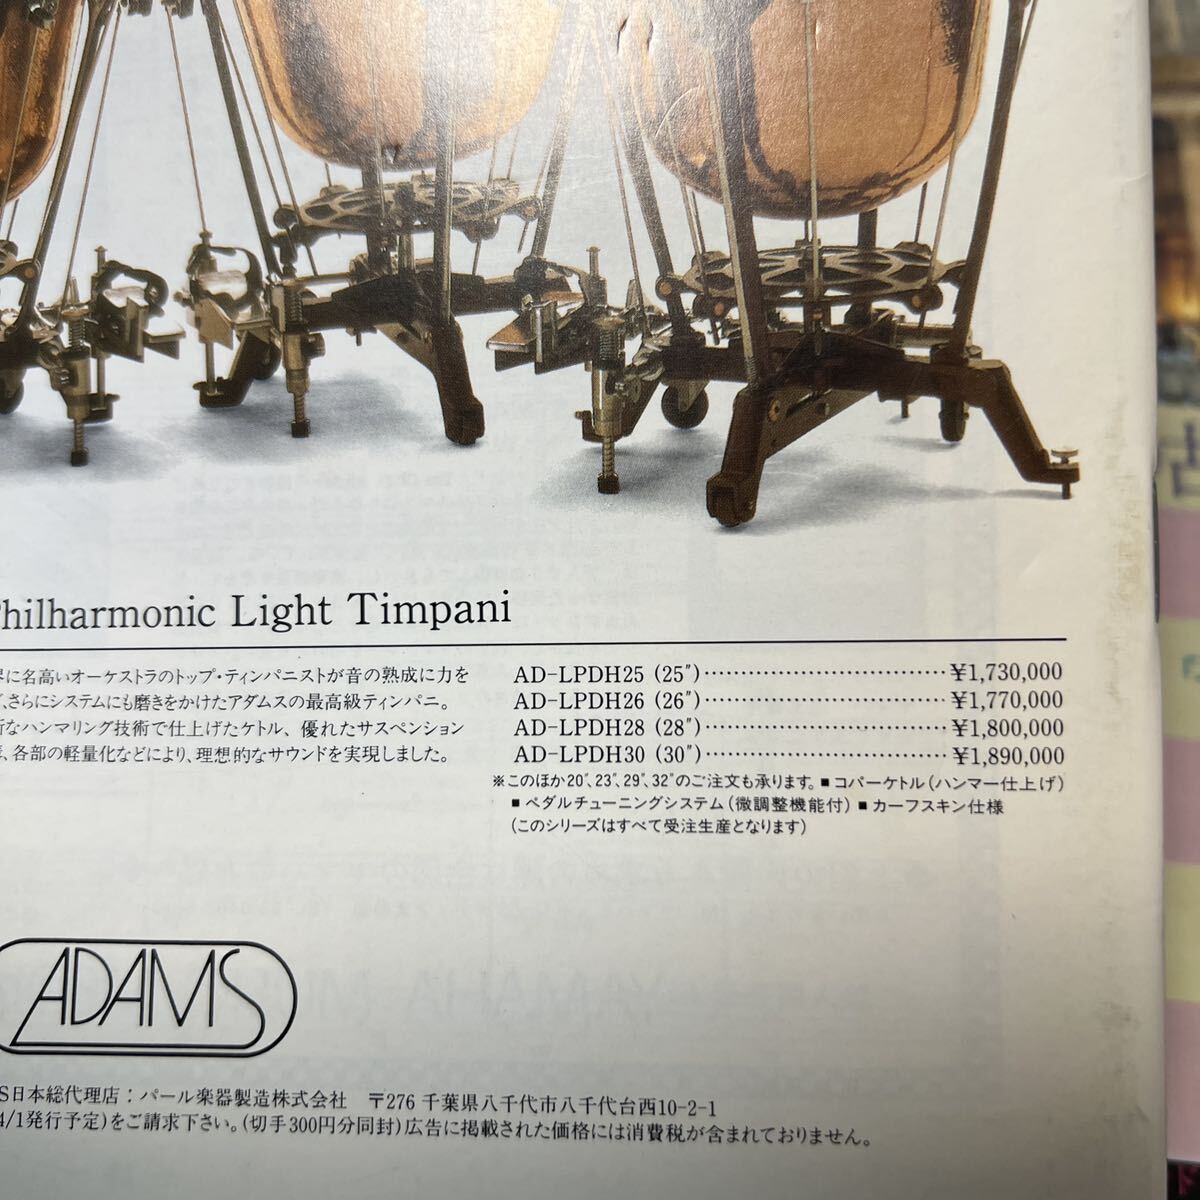 Philharmonic Light Timpani
界に名高いオーケストラのトップ・ティンパニストが音の熟成に力を
さらにシステムにも磨きをかけたアダムスの最高級ティンパニ。
なハンマリング技術で仕上げたケトル、優れたサスペンション
各部の軽量化などにより、理想的なサウンドを実現しました。
AD-LPDH25 (25″)……………………………¥1,730,000
AD-LPDH26 (26″)……………………………¥1,770,000
AD-LPDH28 (28″)……………………………¥1,800,000
AD-LPDH30 (30″)……………………………¥1,890,000
※このほか20″、23″、29″、32″のご注文も承ります。■コパーケトル(ハンマー仕上げ)
■ペダルチューニングシステム(微調整機能付)■カーフスキン仕様
(このシリーズはすべて受注生産となります)
ADAMS
S日本総代理店：パール楽器製造株式会社 〒276 千葉県八千代市八千代台西10-2-1
4/1発行予定)をご請求下さい。(切手300円分同封)広告に掲載された価格には消費税が含まれておりません。